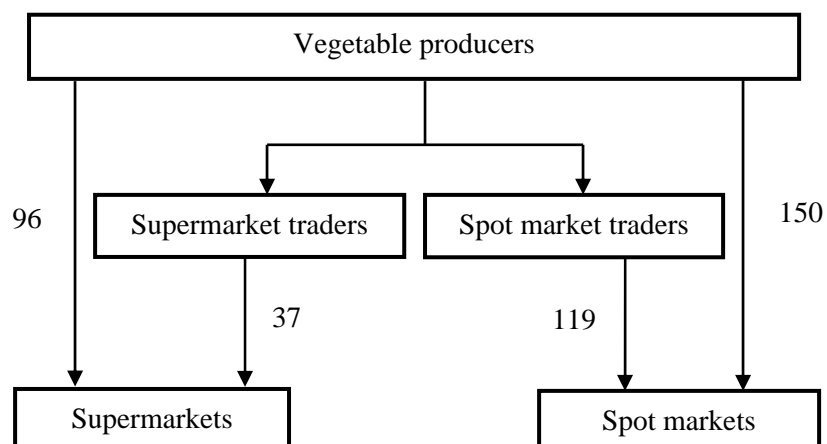 Vegetable producers
Supermarket traders
Spot market traders
96
150
37
119
Supermarkets
Spot markets